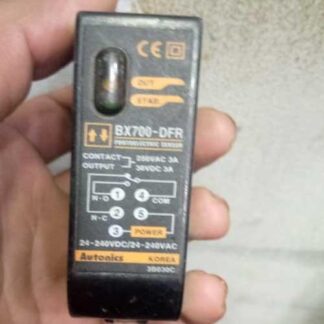 CE
OUT
STAB.
BX700-DFR
PHOTOELECTRIC SENSOR
CONTACT 250VAC 3A
OUTPUT 30VDC 3A
N·O 1 4 COM
N·C 2 5
3 POWER
24-240VDC/24-240VAC
Autonics KOREA